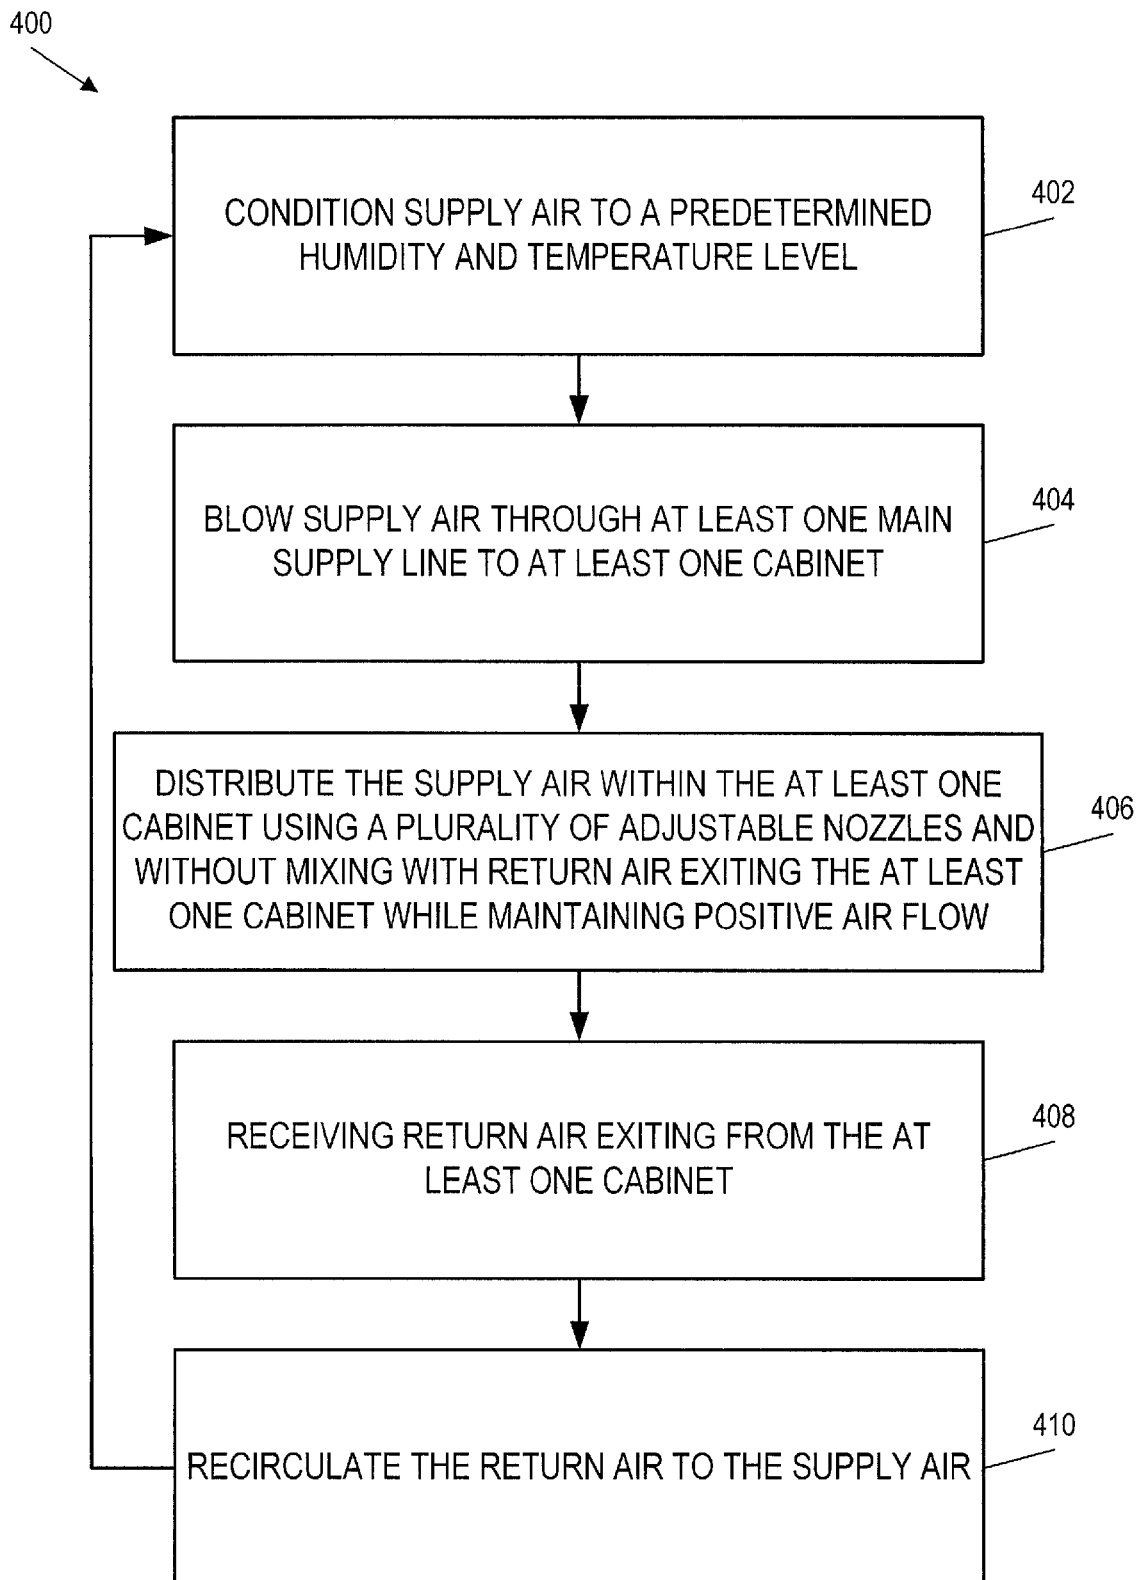 400
CONDITION SUPPLY AIR TO A PREDETERMINED
HUMIDITY AND TEMPERATURE LEVEL
402
BLOW SUPPLY AIR THROUGH AT LEAST ONE MAIN
SUPPLY LINE TO AT LEAST ONE CABINET
404
DISTRIBUTE THE SUPPLY AIR WITHIN THE AT LEAST ONE
CABINET USING A PLURALITY OF ADJUSTABLE NOZZLES AND
WITHOUT MIXING WITH RETURN AIR EXITING THE AT LEAST
ONE CABINET WHILE MAINTAINING POSITIVE AIR FLOW
406
RECEIVING RETURN AIR EXITING FROM THE AT
LEAST ONE CABINET
408
RECIRCULATE THE RETURN AIR TO THE SUPPLY AIR
410